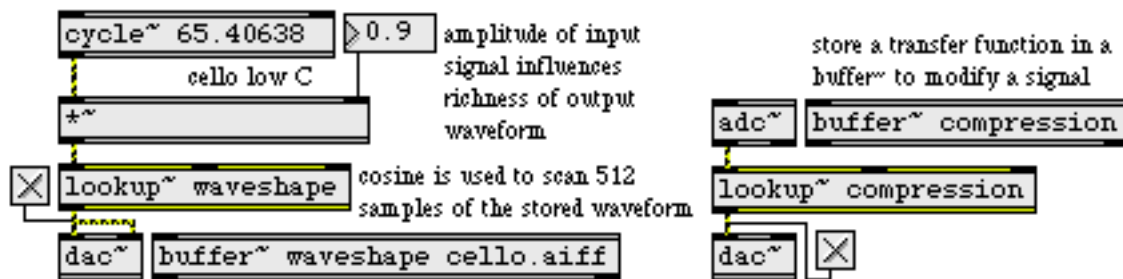 cycle~ 65.40638
0.9
amplitude of input
signal influences
richness of output
waveform
cello low C
*~
lookup~ waveshape
cosine is used to scan 512
samples of the stored waveform
dac~
buffer~ waveshape cello.aiff
store a transfer function in a
buffer~ to modify a signal
adc~
buffer~ compression
lookup~ compression
dac~